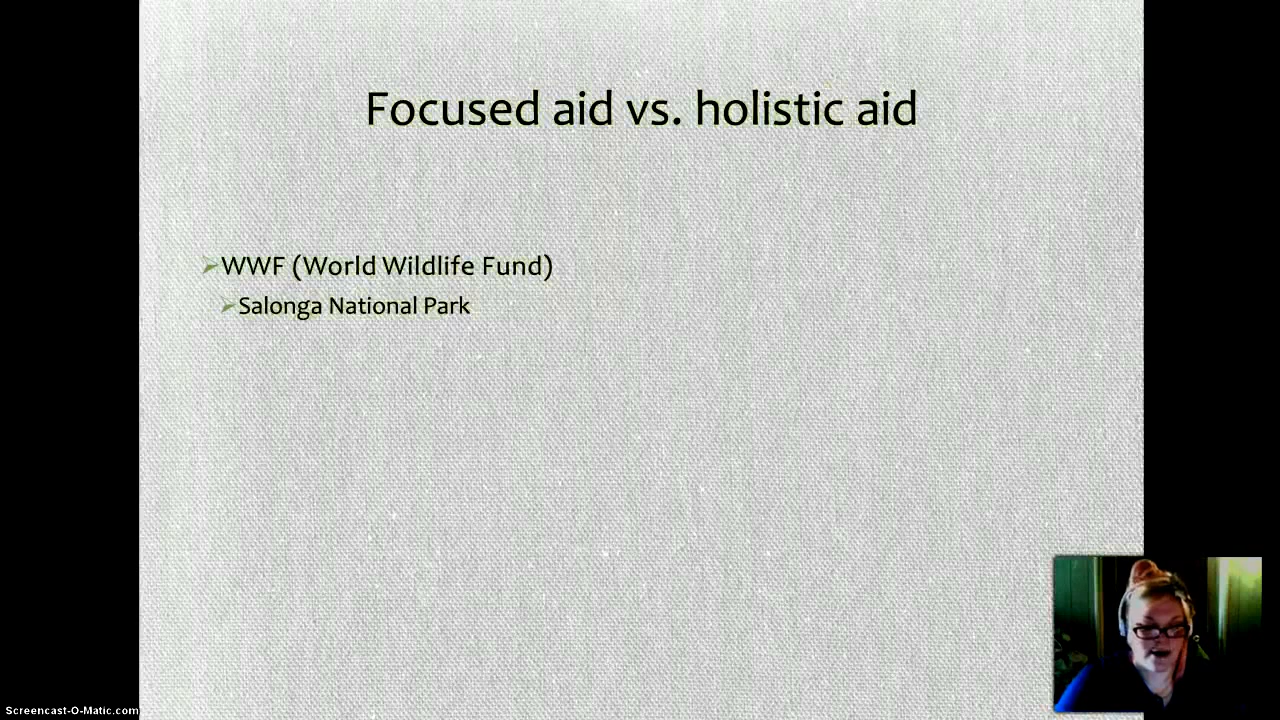 Focused aid vs. holistic aid
WWF (World Wildlife Fund)
Salonga National Park
Screencast-O-Matic.com